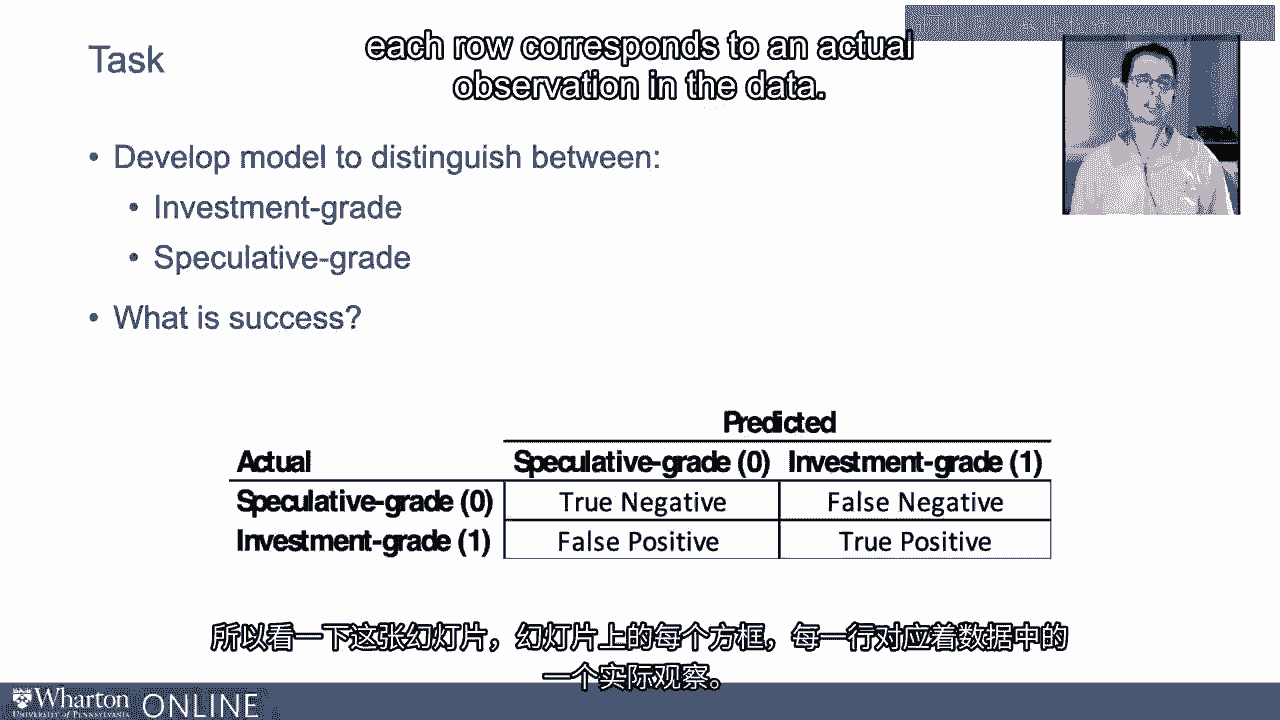 each row corresponds to an actual
observation in the data.
Task
• Develop model to distinguish between:
• Investment-grade
• Speculative-grade
• What is success?
Predicted
Actual Speculative-grade (0) Investment-grade (1)
Speculative-grade (0) True Negative False Negative
Investment-grade (1) False Positive True Positive
所以看一下这张幻灯片，幻灯片上的每个方框，每一行对应着数据中的
一个实际观察。
Wharton ONLINE
UNIVERSITY of PENNSYLVANIA